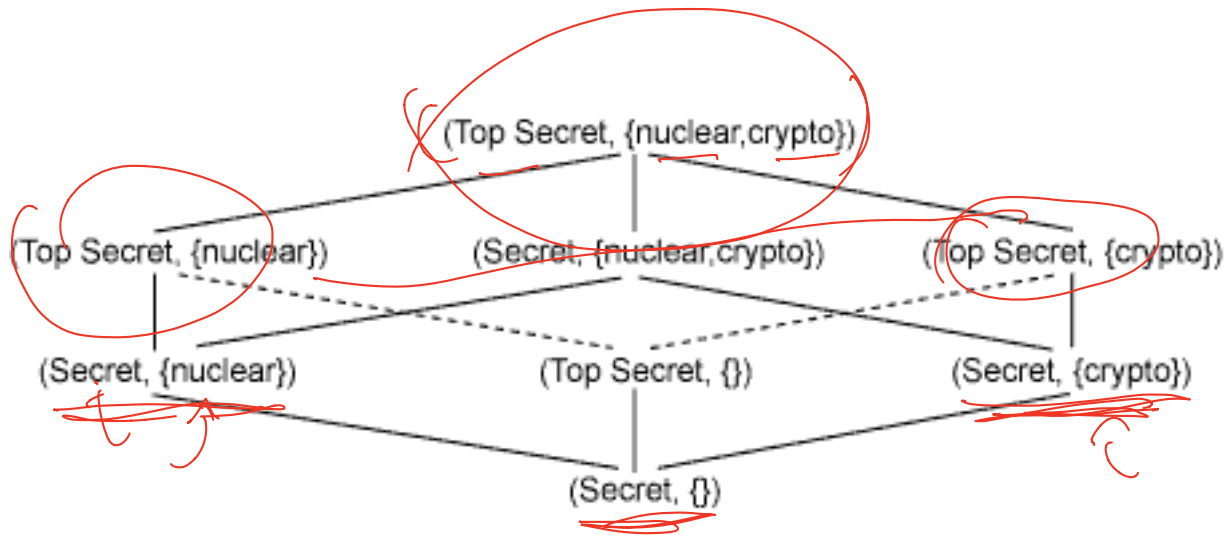 (Top Secret, {nuclear,crypto})
(Top Secret, {nuclear}) (Secret, {nuclear,crypto}) (Top Secret, {crypto})
(Secret, {nuclear}) (Top Secret, {}) (Secret, {crypto})
(Secret, {})